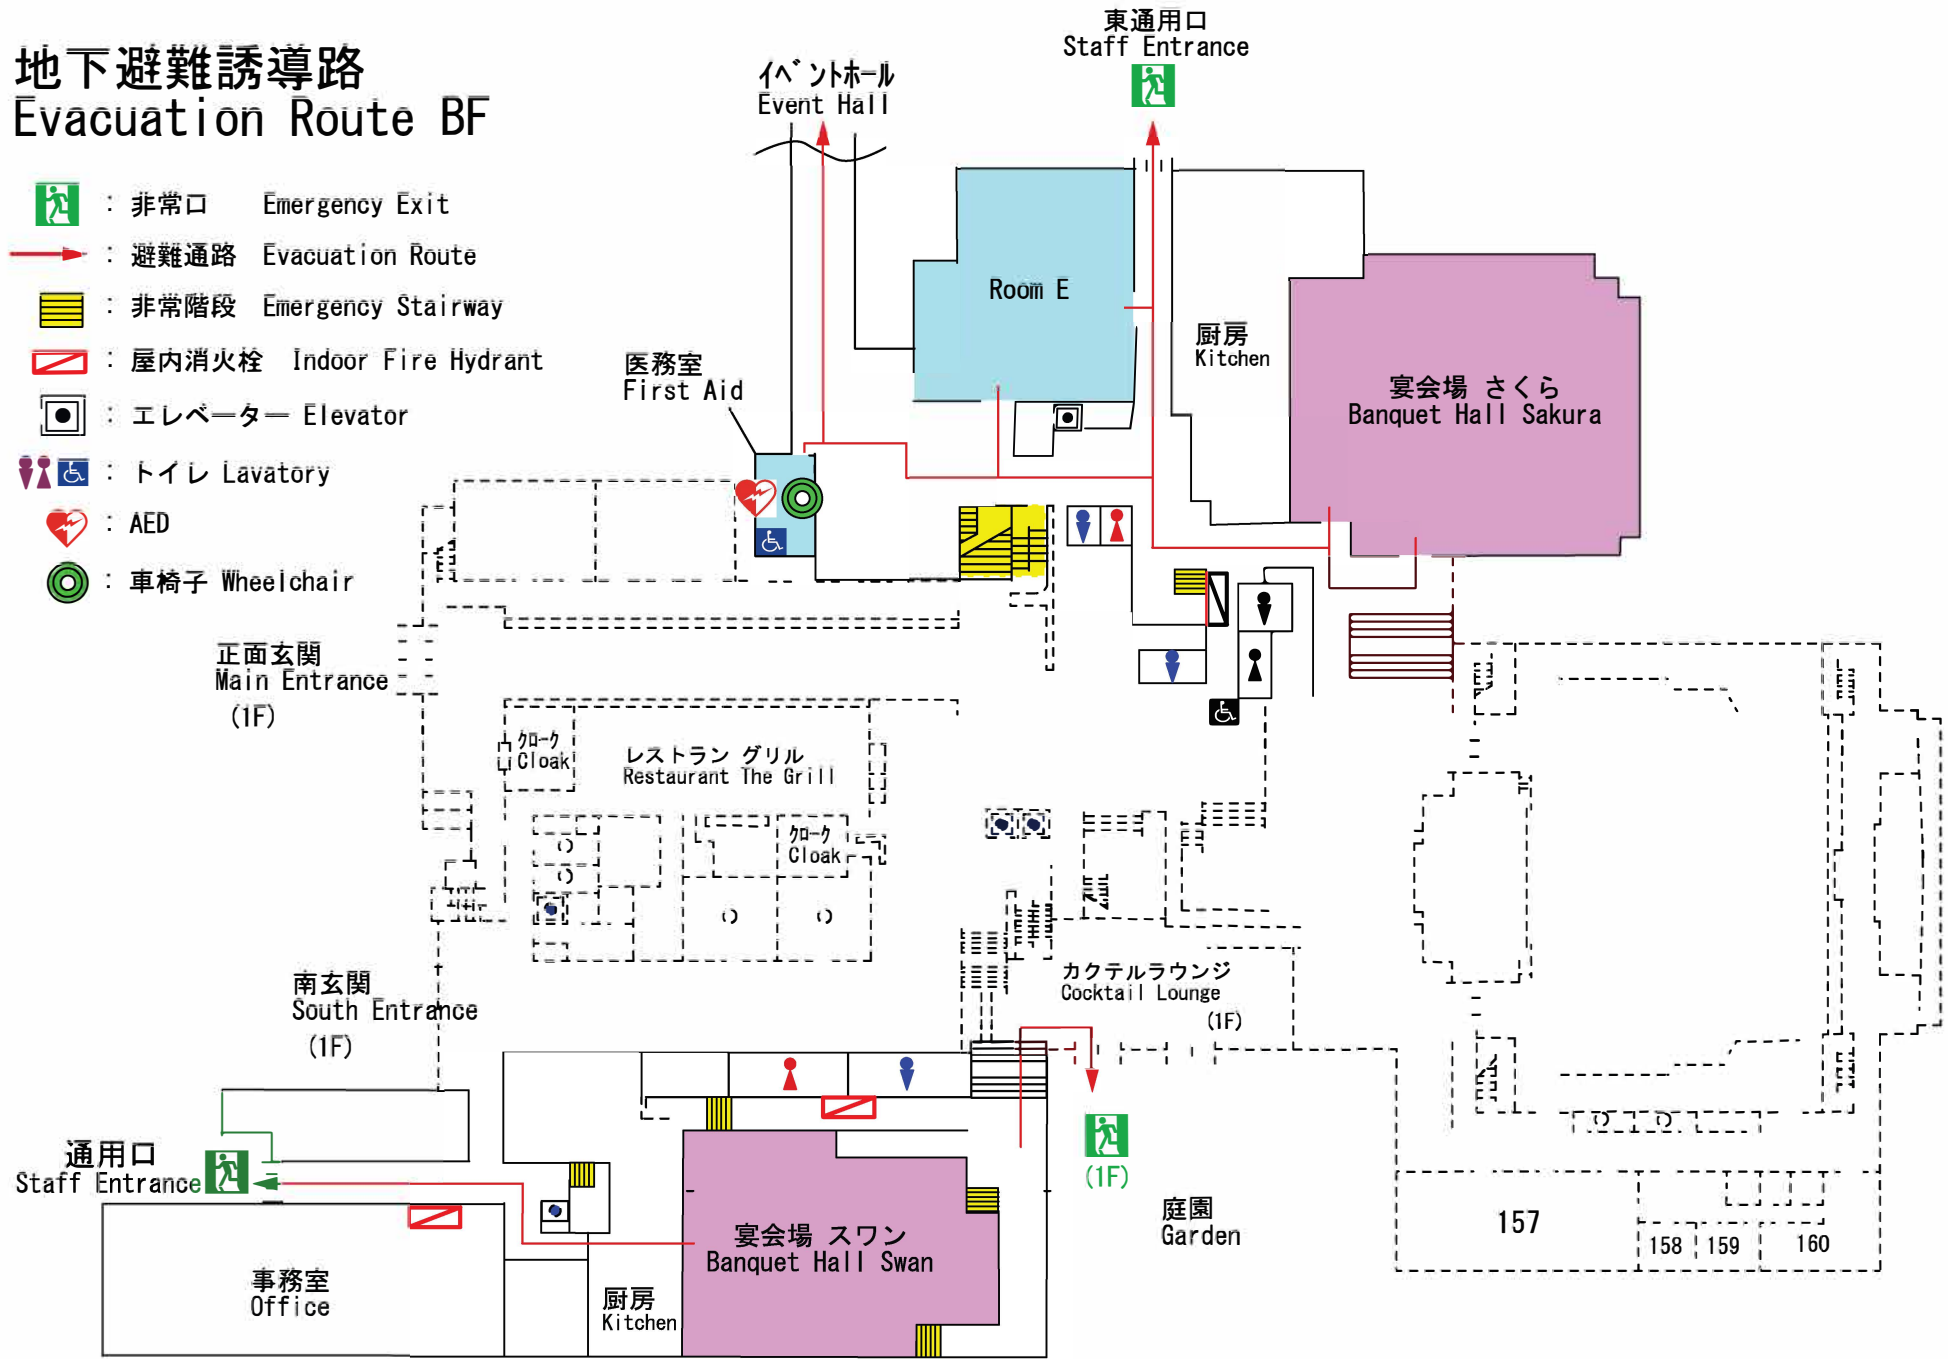 地下避難誘導路
Evacuation Route BF
: 非常口 Emergency Exit
: 避難通路 Evacuation Route
: 非常階段 Emergency Stairway
: 屋内消火栓 Indoor Fire Hydrant
: エレベーター Elevator
: トイレ Lavatory
: AED
: 車椅子 Wheelchair
東通用口
Staff Entrance
イベントホール
Event Hall
Room E
厨房
Kitchen
宴会場 さくら
Banquet Hall Sakura
医務室
First Aid
正面玄関
Main Entrance
(1F)
クローク
Cloak
レストラン グリル
Restaurant The Grill
クローク
Cloak
南玄関
South Entrance
(1F)
カクテルラウンジ
Cocktail Lounge
(1F)
通用口
Staff Entrance
(1F)
庭園
Garden
宴会場 スワン
Banquet Hall Swan
事務室
Office
厨房
Kitchen
157
158
159
160